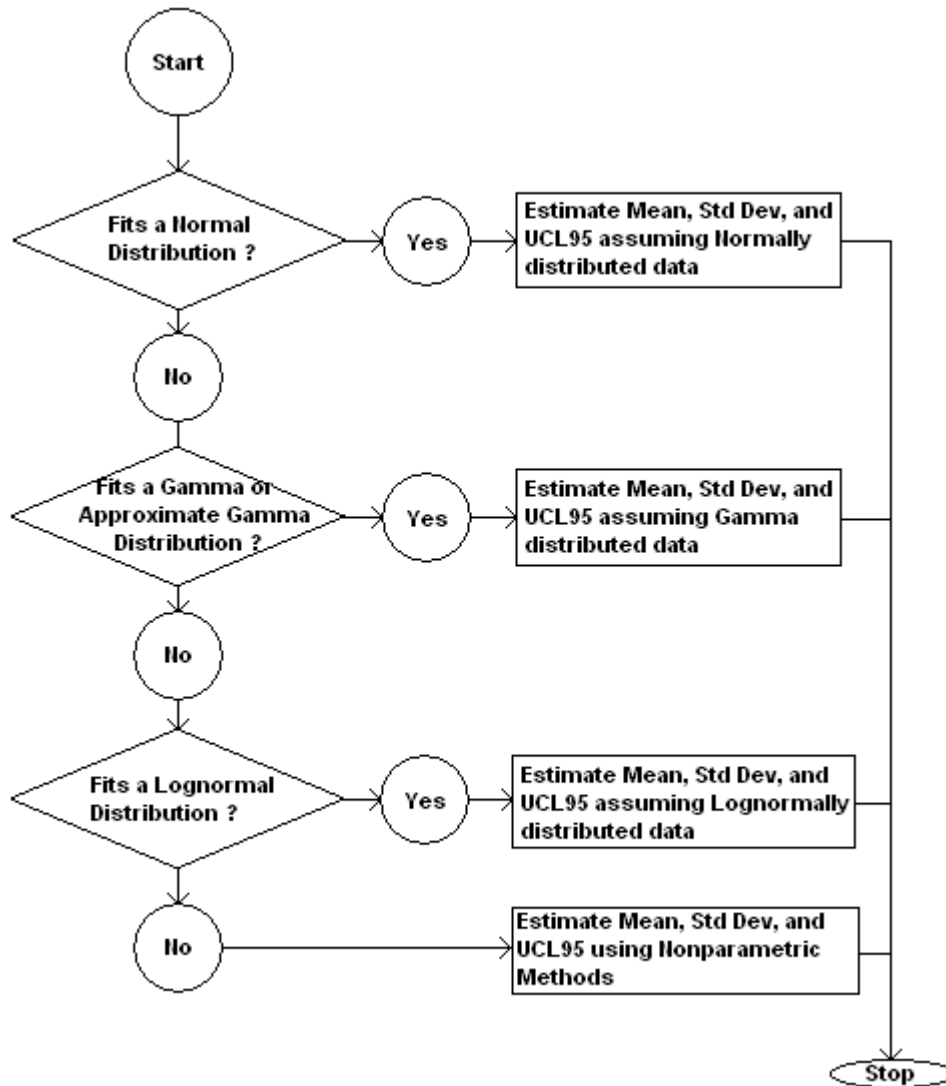 Start
Fits a Normal
Distribution ?
Yes
Estimate Mean, Std Dev, and
UCL95 assuming Normally
distributed data
No
Fits a Gamma or
Approximate Gamma
Distribution ?
Yes
Estimate Mean, Std Dev, and
UCL95 assuming Gamma
distributed data
No
Fits a Lognormal
Distribution ?
Yes
Estimate Mean, Std Dev, and
UCL95 assuming Lognormally
distributed data
No
Estimate Mean, Std Dev, and
UCL95 using Nonparametric
Methods
Stop